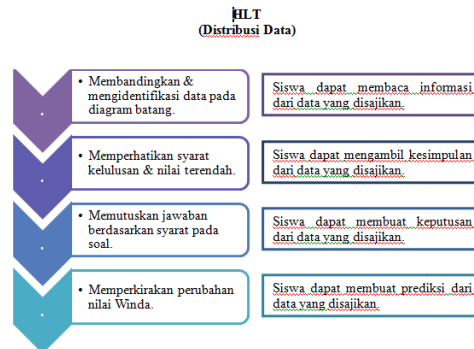 HLT
(Distribusi Data)
• Membandingkan &
mengidentifikasi data pada
diagram batang.
Siswa dapat membaca informasi
dari data yang disajikan.
• Memperhatikan syarat
kelulusan & nilai terendah.
Siswa dapat mengambil kesimpulan
dari data yang disajikan.
• Memutuskan jawaban
berdasarkan syarat pada
soal.
Siswa dapat membuat keputusan
dari data yang disajikan.
• Memperkirakan perubahan
nilai Winda.
Siswa dapat membuat prediksi dari
data yang disajikan.